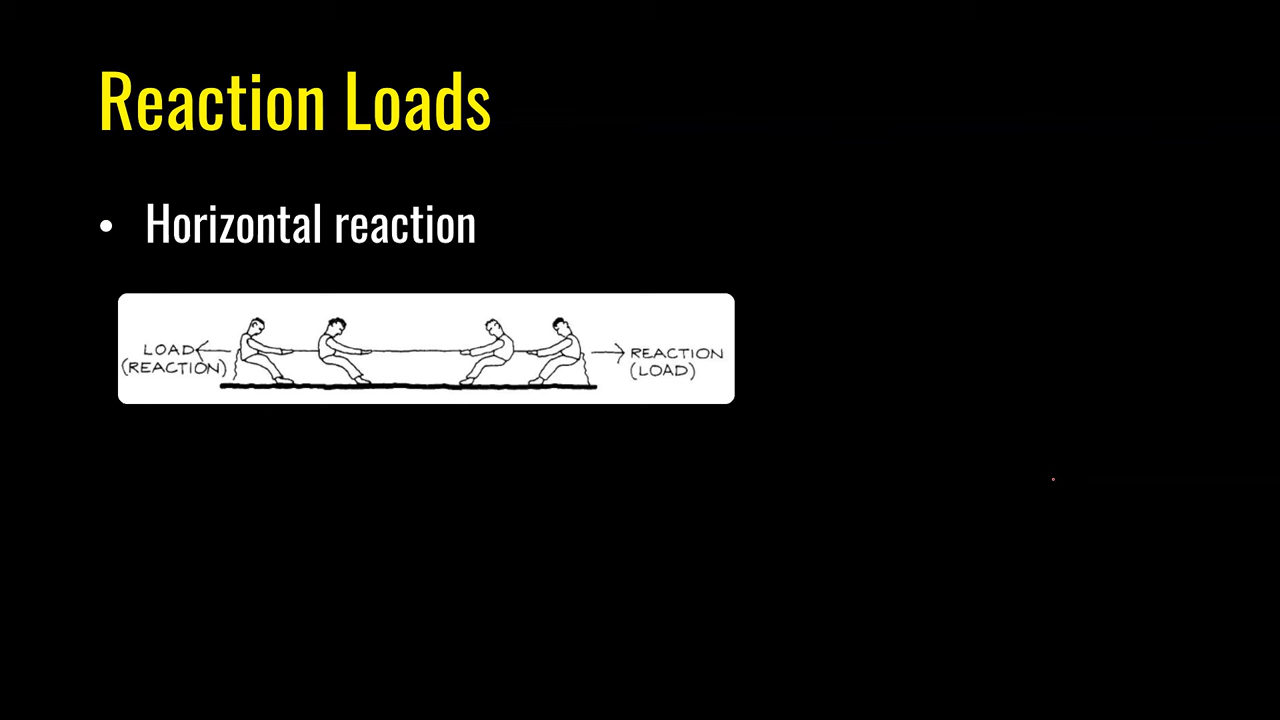 Reaction Loads
• Horizontal reaction
LOAD
(REACTION)
REACTION
(LOAD)